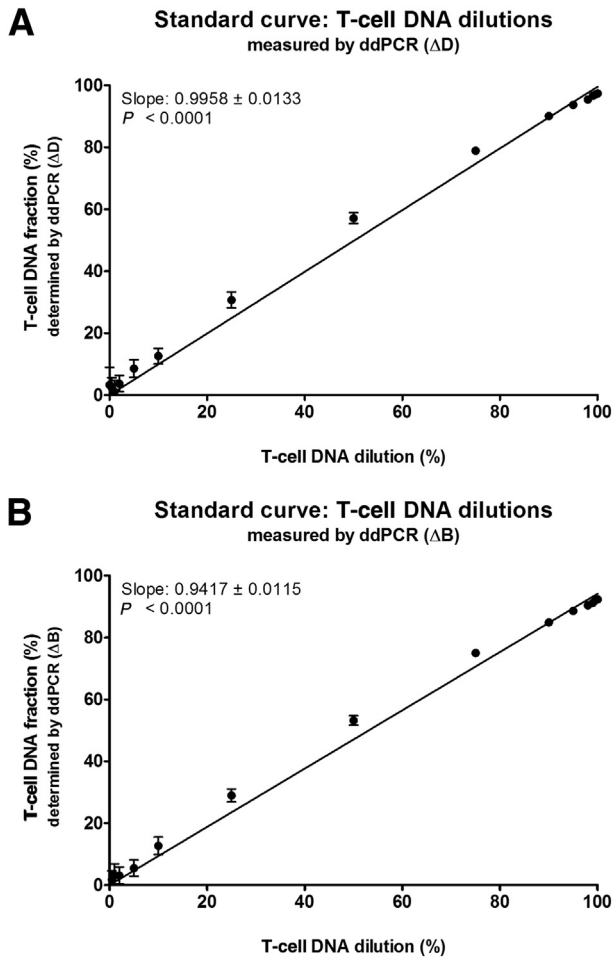 A
Standard curve: T-cell DNA dilutions
measured by ddPCR (ΔD)
Slope: 0.9958 ± 0.0133
P < 0.0001
T-cell DNA fraction (%)
determined by ddPCR (ΔD)
100
80
60
40
20
0
0 20 40 60 80 100
T-cell DNA dilution (%)
B
Standard curve: T-cell DNA dilutions
measured by ddPCR (ΔB)
Slope: 0.9417 ± 0.0115
P < 0.0001
T-cell DNA fraction (%)
determined by ddPCR (ΔB)
100
80
60
40
20
0
0 20 40 60 80 100
T-cell DNA dilution (%)